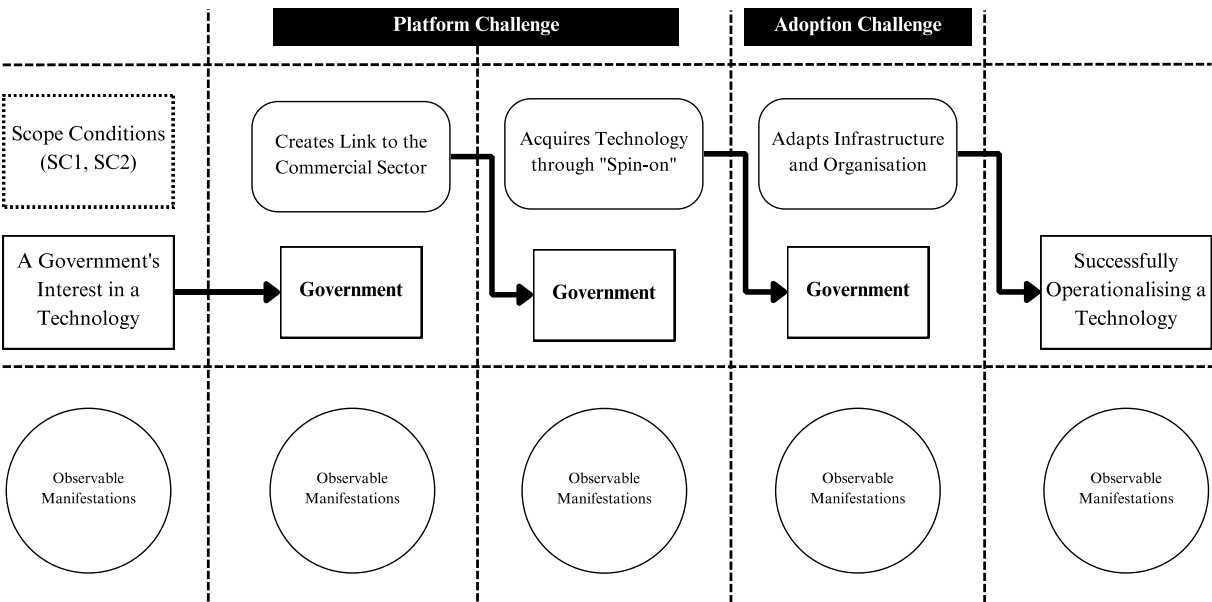 Platform Challenge
Adoption Challenge
Scope Conditions
(SC1, SC2)
Creates Link to the
Commercial Sector
Acquires Technology
through "Spin-on"
Adapts Infrastructure
and Organisation
A Government's
Interest in a
Technology
Government
Government
Government
Successfully
Operationalising a
Technology
Observable
Manifestations
Observable
Manifestations
Observable
Manifestations
Observable
Manifestations
Observable
Manifestations